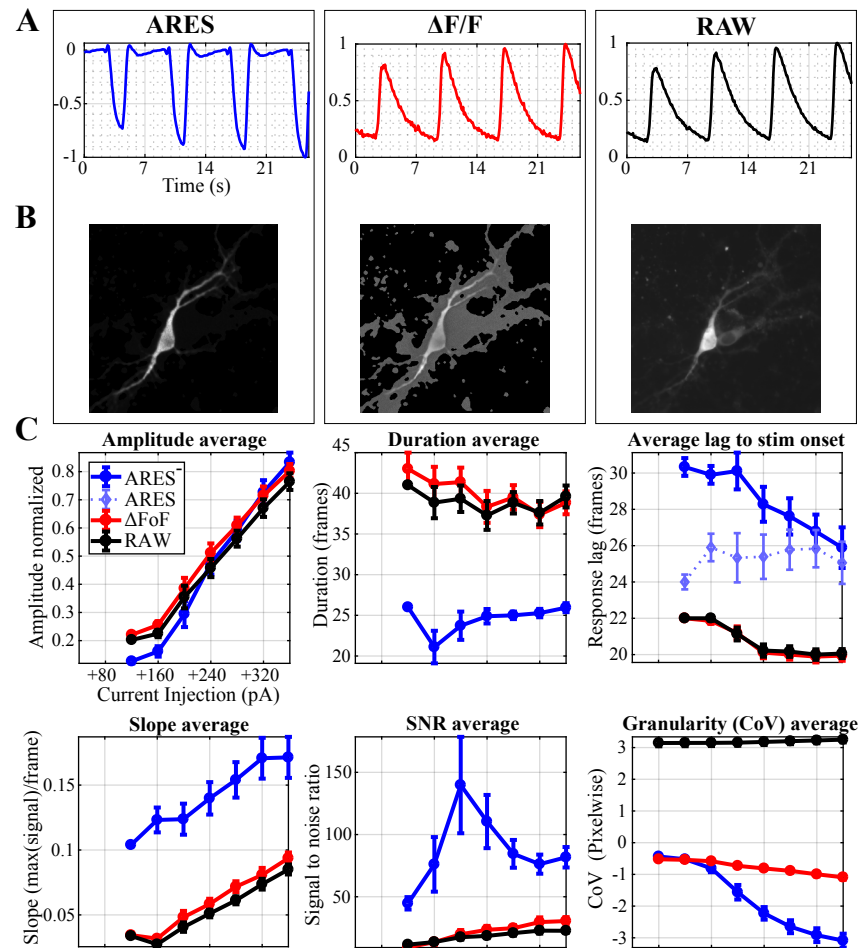 A
ARES
ΔF/F
RAW
0
-0.5
-1
7
14
21
Time (s)
1
0.5
0
7
14
21
1
0.5
0
7
14
21
B
C
Amplitude average
Amplitude normalized
0.8
0.7
0.6
0.5
0.4
0.3
0.2
ARES-
ARES
ΔFoF
RAW
+80
+160
+240
+320
Current Injection (pA)
Duration average
Duration (frames)
45
40
35
30
25
20
Average lag to stim onset
Response lag (frames)
30
28
26
24
22
20
Slope average
Slope (max(signal)/frame)
0.15
0.1
-0.05
SNR average
Signal to noise ratio
150
100
50
Granularity (CoV) average
CoV (Pixelwise)
3
2
1
0
-1
-2
-3